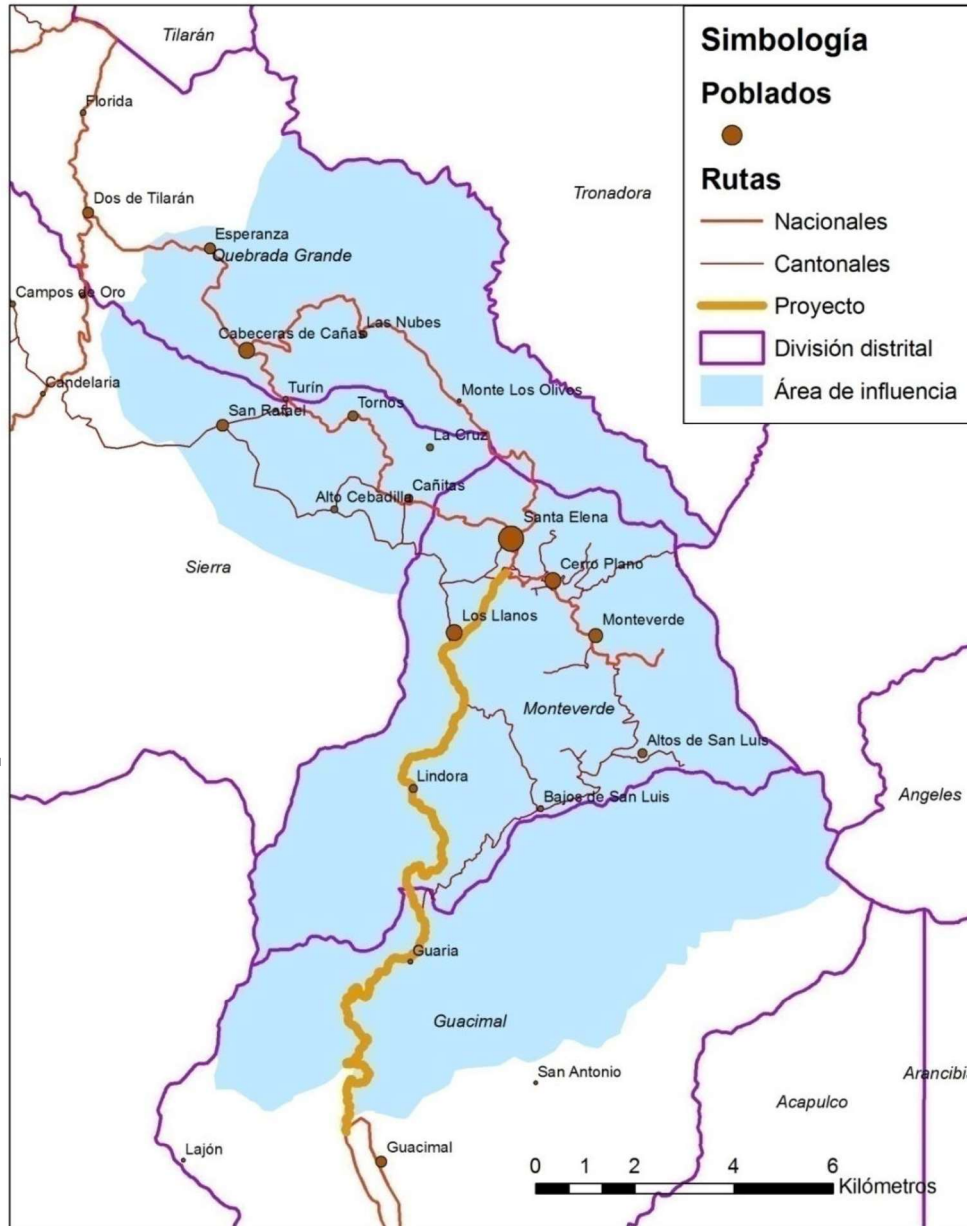 Simbología
Poblados
Rutas
Nacionales
Cantonales
Proyecto
División distrital
Área de influencia
Tilarán
Florida
Tronadora
Dos de Tilarán
Esperanza
Quebrada Grande
Campos de Oro
Las Nubes
Cabeceras de Cañas
Candelaria
Turín
Monte Los Olivos
San Rafael
Tornos
La Cruz
Cañitas
Alto Cebadilla
Santa Elena
Sierra
Cerro Plano
Los Llanos
Monteverde
Monteverde
Altos de San Luis
Lindora
Bajos de San Luis
Angeles
Guaria
Guacimal
San Antonio
Arancibi
Acapulco
Lajón
Guacimal
0 1 2 4 6
Kilómetros